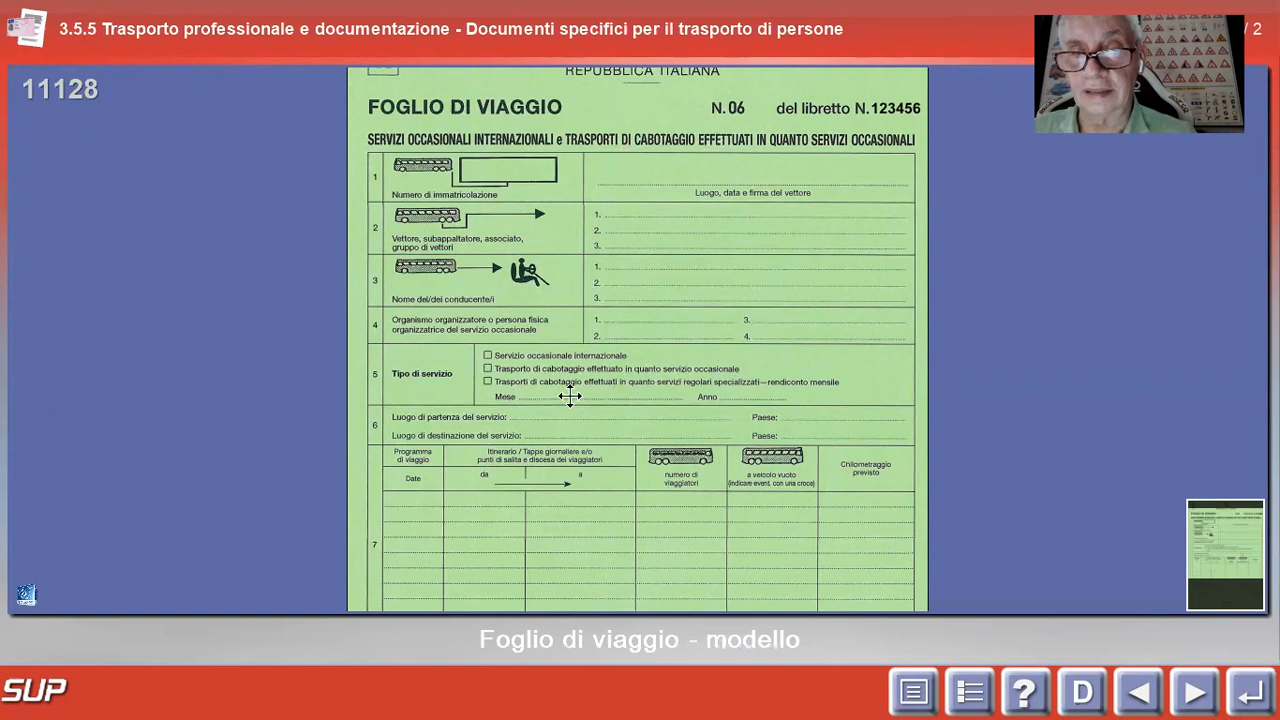 3.5.5 Trasporto professionale e documentazione - Documenti specifici per il trasporto di persone
/ 2
11128
REPUBBLICA ITALIANA
FOGLIO DI VIAGGIO N. 06 del libretto N. 123456
SERVIZI OCCASIONALI INTERNAZIONALI e TRASPORTI DI CABOTAGGIO EFFETTUATI IN QUANTO SERVIZI OCCASIONALI
1
Numero di immatricolazione
Luogo, data e firma del vettore
2
Vettore, subappaltatore, associato,
gruppo di vettori
1.
2.
3.
3
Nome del/dei conducente/i
1.
2.
3.
4
Organismo organizzatore o persona fisica
organizzatrice del servizio occasionale
1. 3.
2. 4.
5
Tipo di servizio
Servizio occasionale internazionale
Trasporto di cabotaggio effettuato in quanto servizio occasionale
Trasporti di cabotaggio effettuati in quanto servizi regolari specializzati—rendiconto mensile
Mese Anno
6
Luogo di partenza del servizio: Paese:
Luogo di destinazione del servizio: Paese:
7
Programma
di viaggio
Date
Itinerario / Tappe giornaliere e/o
punti di salita e discesa dei viaggiatori
da a
numero di
viaggiatori
a veicolo vuoto
(indicare event. con una croce)
Chilometraggio
previsto
Foglio di viaggio - modello
SUP
? D